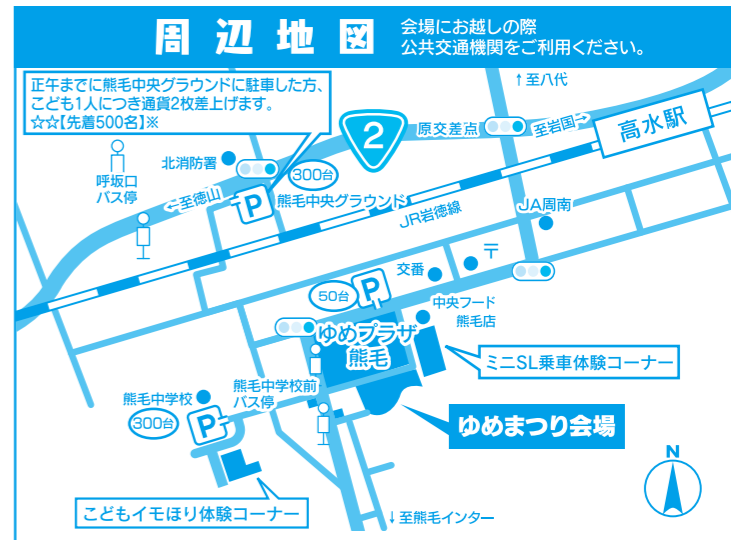 周辺地図
会場にお越しの際
公共交通機関をご利用ください。
正午までに熊毛中央グラウンドに駐車した方、
こども1人につき通貨2枚差上げます。
☆☆【先着500名】※
↑至八代
2
原交差点
至岩国→
高水駅
北消防署
300台
呼坂口
バス停
←至徳山
P
熊毛中央グラウンド
JR岩徳線
JA周南
〒
交番
50台
P
中央フード
熊毛店
ゆめプラザ
熊毛
ミニSL乗車体験コーナー
熊毛中学校前
バス停
熊毛中学校
300台
P
ゆめまつり会場
N
こどもイモほり体験コーナー
↓至熊毛インター